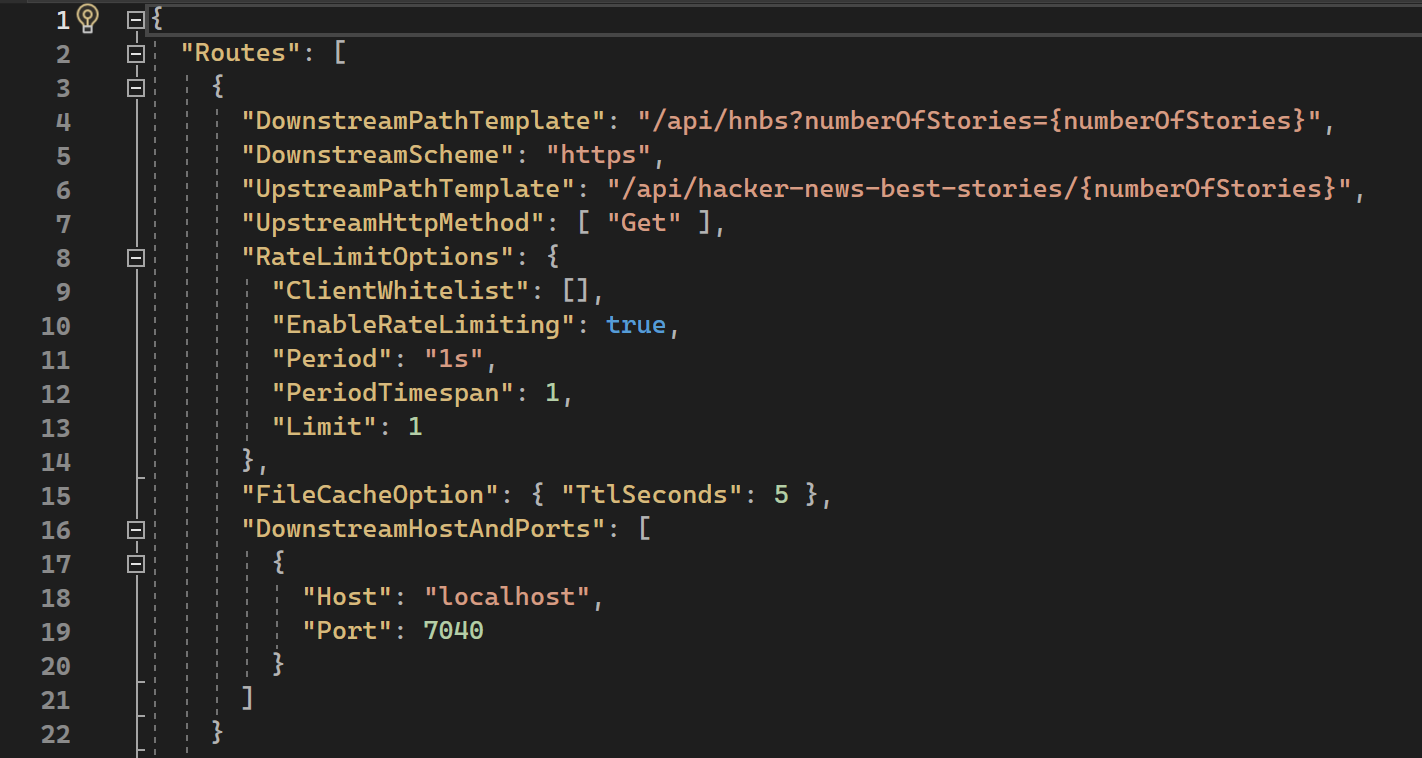 1 {
2 "Routes": [
3 {
4 "DownstreamPathTemplate": "/api/hnbs?numberOfStories={numberOfStories}",
5 "DownstreamScheme": "https",
6 "UpstreamPathTemplate": "/api/hacker-news-best-stories/{numberOfStories}",
7 "UpstreamHttpMethod": [ "Get" ],
8 "RateLimitOptions": {
9 "ClientWhitelist": [],
10 "EnableRateLimiting": true,
11 "Period": "1s",
12 "PeriodTimespan": 1,
13 "Limit": 1
14 },
15 "FileCacheOption": { "TtlSeconds": 5 },
16 "DownstreamHostAndPorts": [
17 {
18 "Host": "localhost",
19 "Port": 7040
20 }
21 ]
22 }